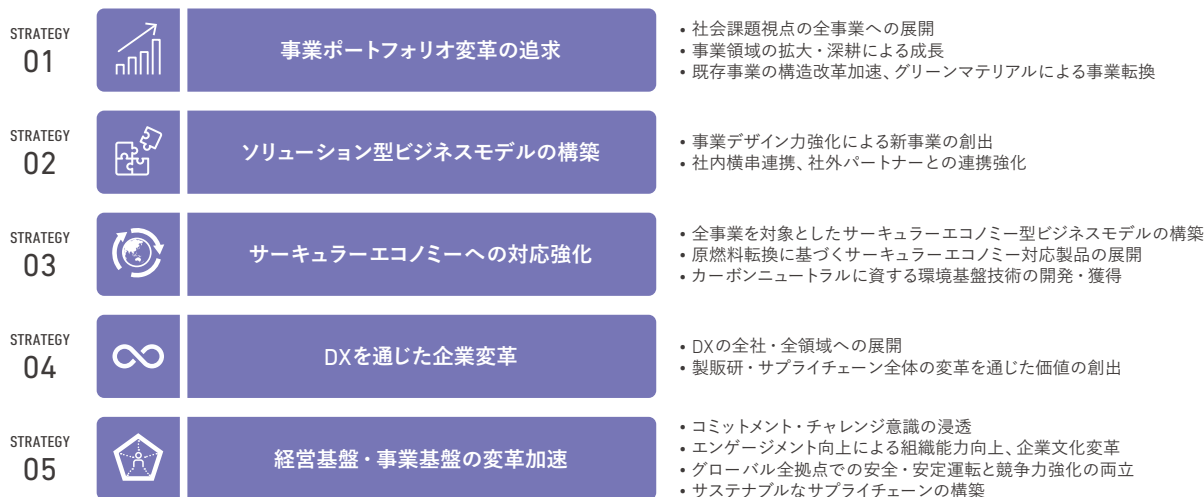 STRATEGY
01
事業ポートフォリオ変革の追求
• 社会課題視点の全事業への展開
• 事業領域の拡大・深耕による成長
• 既存事業の構造改革加速、グリーンマテリアルによる事業転換
STRATEGY
02
ソリューション型ビジネスモデルの構築
• 事業デザイン力強化による新事業の創出
• 社内横串連携、社外パートナーとの連携強化
STRATEGY
03
サーキュラーエコノミーへの対応強化
• 全事業を対象としたサーキュラーエコノミー型ビジネスモデルの構築
• 原燃料転換に基づくサーキュラーエコノミー対応製品の展開
• カーボンニュートラルに資する環境基盤技術の開発・獲得
STRATEGY
04
DXを通じた企業変革
• DXの全社・全領域への展開
• 製販研・サプライチェーン全体の変革を通じた価値の創出
STRATEGY
05
経営基盤・事業基盤の変革加速
• コミットメント・チャレンジ意識の浸透
• エンゲージメント向上による組織能力向上、企業文化変革
• グローバル全拠点での安全・安定運転と競争力強化の両立
• サステナブルなサプライチェーンの構築